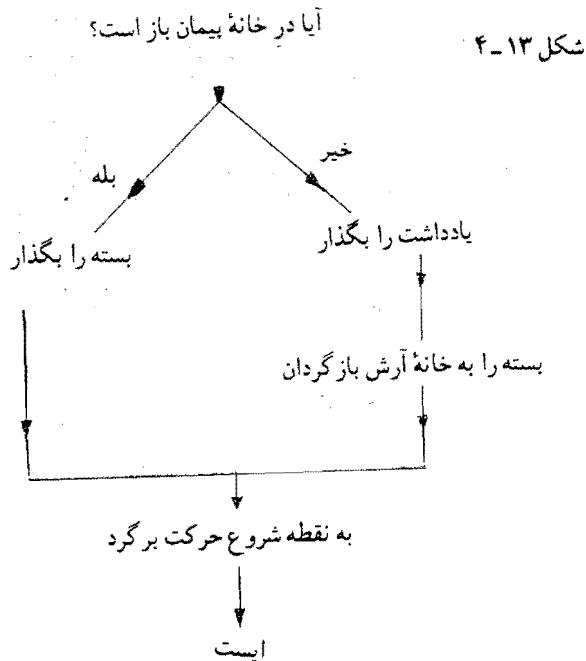 شکل ۱۳ـ۴
آیا درِ خانهٔ پیمان باز است؟
خیر
بله
یادداشت را بگذار
بسته را بگذار
بسته را به خانهٔ آرش بازگردان
به نقطه شروع حرکت برگرد
ایست